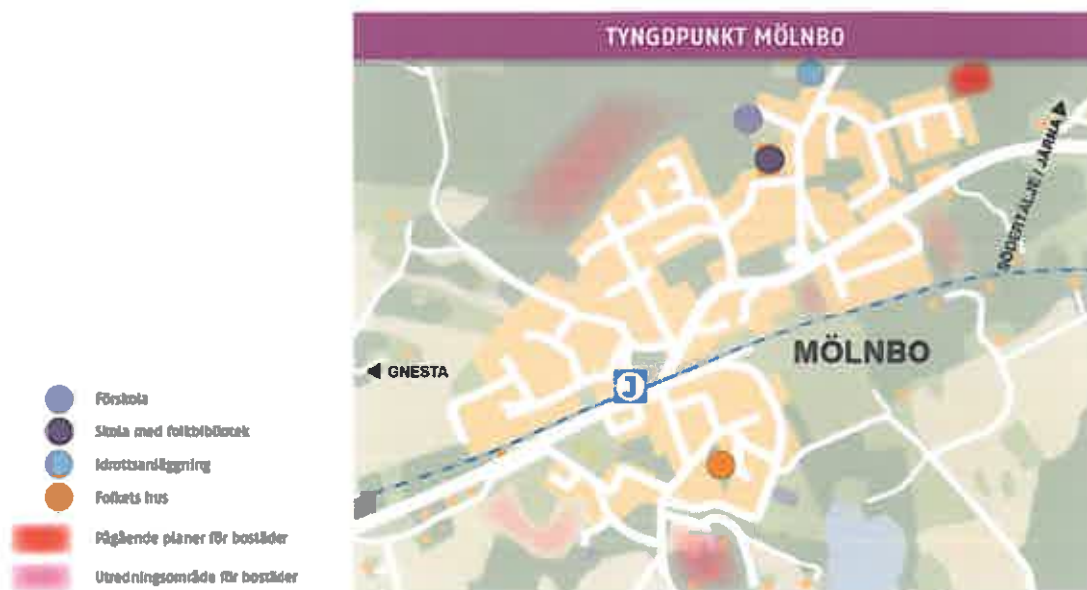 TYNGDPUNKT MÖLNBO
SÖDERTÄLJE / JÄRNA
MÖLNBO
GNESTA
J
Förskola
Skola med folkbibliotek
Idrottsanläggning
Folkets hus
Pågående planer för bostäder
Utredningsområde för bostäder